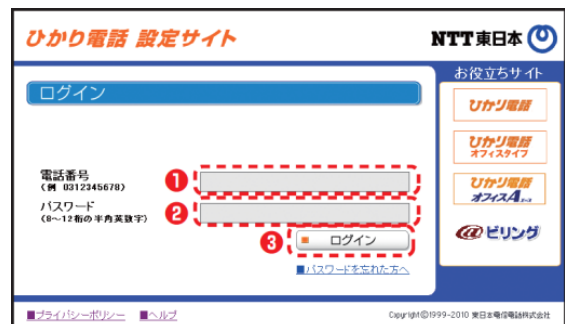 ひかり電話 設定サイト
NTT東日本
お役立ちサイト
ログイン
ひかり電話
ひかり電話
オフィスタイプ
ひかり電話
オフィスA
@ビリング
電話番号
(例 0312345678)
❶
パスワード
(8～12桁の半角英数字)
❷
❸
ログイン
■パスワードを忘れた方へ
■プライバシーポリシー ■ヘルプ
Copyright©1999-2010 東日本電信電話株式会社